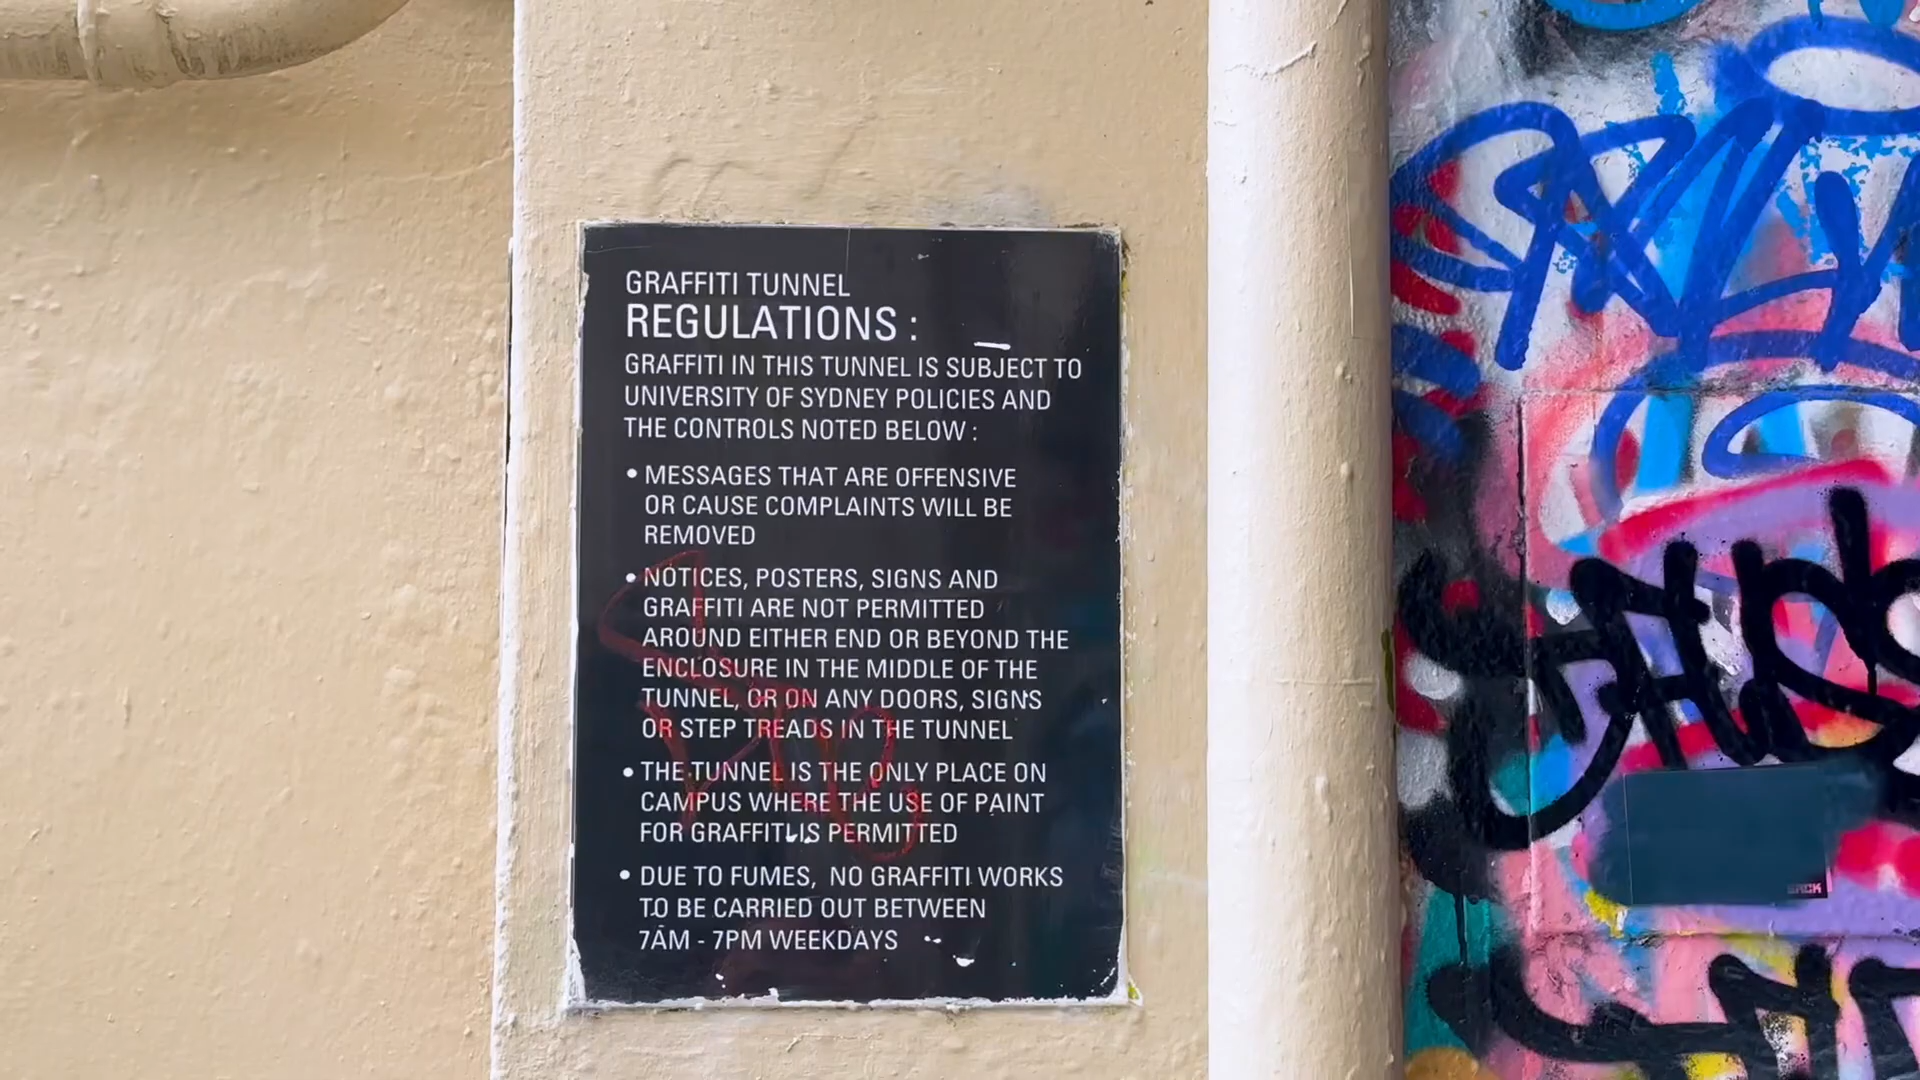 GRAFFITI TUNNEL
REGULATIONS :
GRAFFITI IN THIS TUNNEL IS SUBJECT TO
UNIVERSITY OF SYDNEY POLICIES AND
THE CONTROLS NOTED BELOW :
• MESSAGES THAT ARE OFFENSIVE
OR CAUSE COMPLAINTS WILL BE
REMOVED
• NOTICES, POSTERS, SIGNS AND
GRAFFITI ARE NOT PERMITTED
AROUND EITHER END OR BEYOND THE
ENCLOSURE IN THE MIDDLE OF THE
TUNNEL, OR ON ANY DOORS, SIGNS
OR STEP TREADS IN THE TUNNEL
• THE TUNNEL IS THE ONLY PLACE ON
CAMPUS WHERE THE USE OF PAINT
FOR GRAFFITI IS PERMITTED
• DUE TO FUMES, NO GRAFFITI WORKS
TO BE CARRIED OUT BETWEEN
7AM - 7PM WEEKDAYS